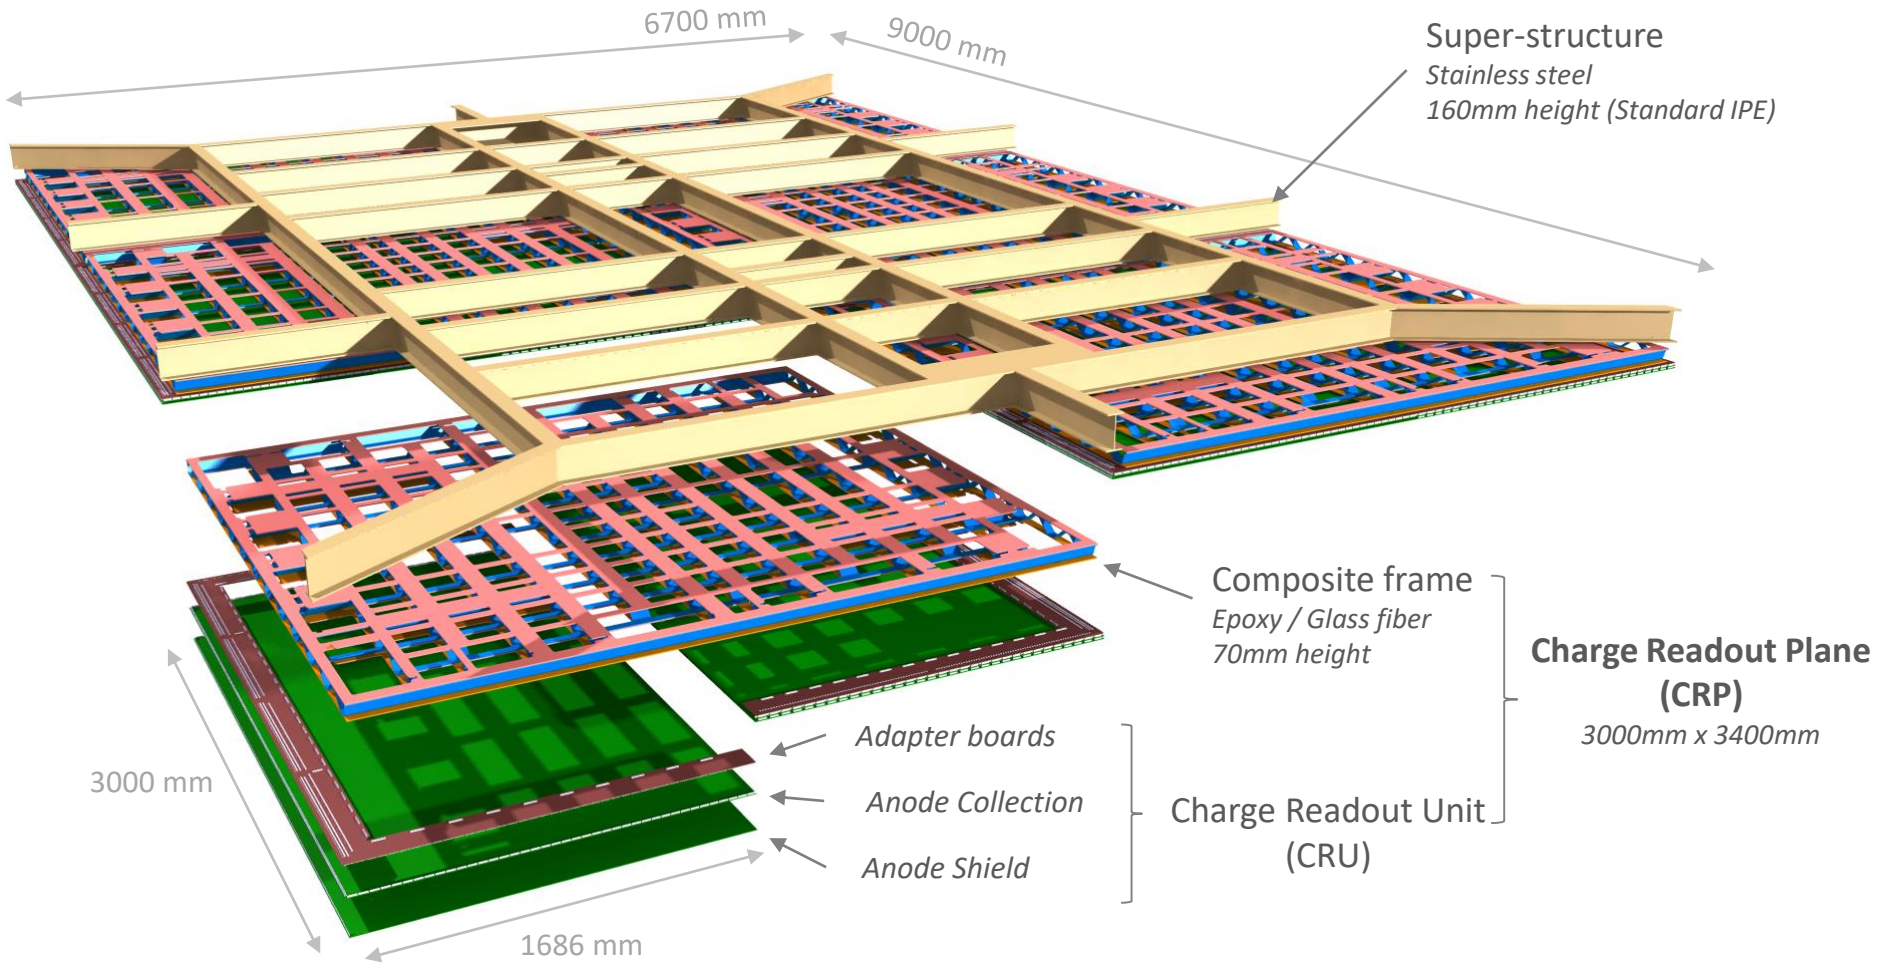 6700 mm
9000 mm
Super-structure
Stainless steel
160mm height (Standard IPE)
Composite frame
Epoxy / Glass fiber
70mm height
Charge Readout Plane
(CRP)
3000mm x 3400mm
Adapter boards
Anode Collection
Anode Shield
Charge Readout Unit
(CRU)
3000 mm
1686 mm